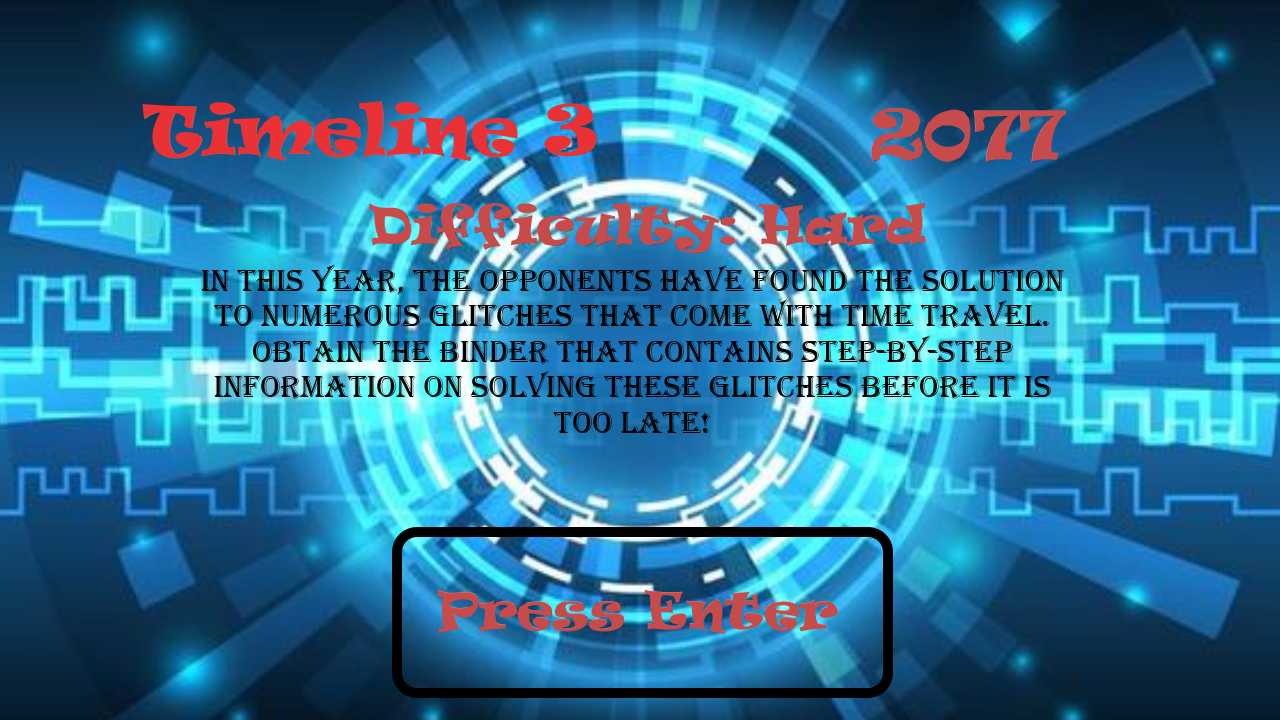 Timeline 3 2077
Difficulty: Hard
IN THIS YEAR, THE OPPONENTS HAVE FOUND THE SOLUTION
TO NUMEROUS GLITCHES THAT COME WITH TIME TRAVEL.
OBTAIN THE BINDER THAT CONTAINS STEP-BY-STEP
INFORMATION ON SOLVING THESE GLITCHES BEFORE IT IS
TOO LATE!
Press Enter